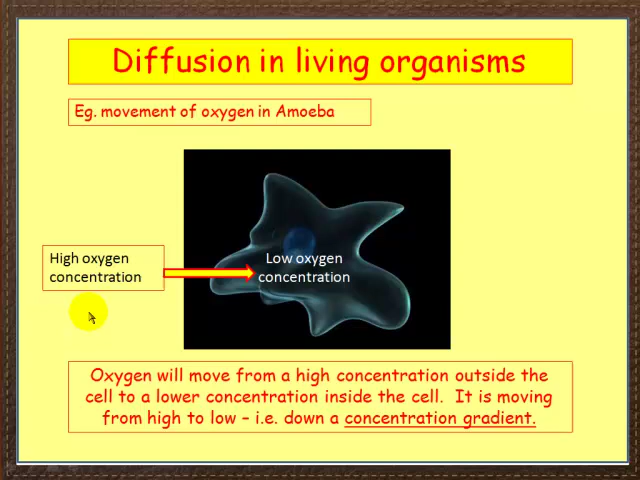 Diffusion in living organisms
Eg. movement of oxygen in Amoeba
High oxygen
concentration
Low oxygen
concentration
Oxygen will move from a high concentration outside the
cell to a lower concentration inside the cell. It is moving
from high to low – i.e. down a concentration gradient.